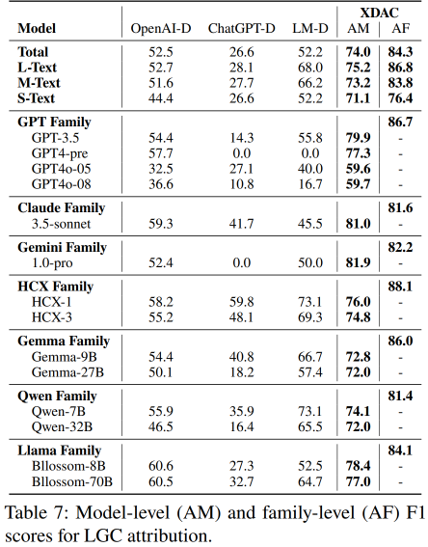 XDAC
Model OpenAI-D ChatGPT-D LM-D AM AF
Total 52.5 26.6 52.2 74.0 84.3
L-Text 52.7 28.1 68.0 75.2 86.8
M-Text 51.6 27.7 66.2 73.2 83.8
S-Text 44.4 26.6 52.2 71.1 76.4
GPT Family 86.7
GPT-3.5 54.4 14.3 55.8 79.9 -
GPT4-pre 57.7 0.0 0.0 77.3 -
GPT4o-05 32.5 27.1 40.0 59.6 -
GPT4o-08 36.6 10.8 16.7 59.7 -
Claude Family 81.6
3.5-sonnet 59.3 41.7 45.5 81.0 -
Gemini Family 82.2
1.0-pro 52.4 0.0 50.0 81.9 -
HCX Family 88.1
HCX-1 58.2 59.8 73.1 76.0 -
HCX-3 55.2 48.1 69.3 74.8 -
Gemma Family 86.0
Gemma-9B 54.4 40.8 66.7 72.8 -
Gemma-27B 50.1 18.2 57.4 72.0 -
Qwen Family 81.4
Qwen-7B 55.9 35.9 73.1 74.1 -
Qwen-32B 46.5 16.4 65.5 72.0 -
Llama Family 84.1
Bllossom-8B 60.6 27.3 52.5 78.4 -
Bllossom-70B 60.5 32.7 64.7 77.0 -
Table 7: Model-level (AM) and family-level (AF) F1
scores for LGC attribution.